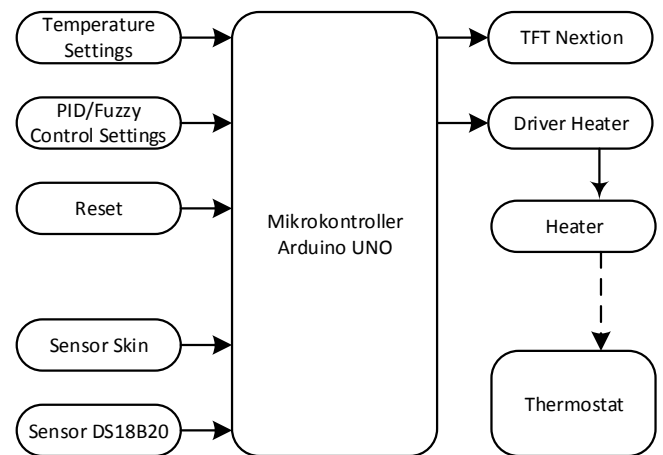 Temperature
Settings
PID/Fuzzy
Control Settings
Reset
Sensor Skin
Sensor DS18B20
Mikrokontroller
Arduino UNO
TFT Nextion
Driver Heater
Heater
Thermostat